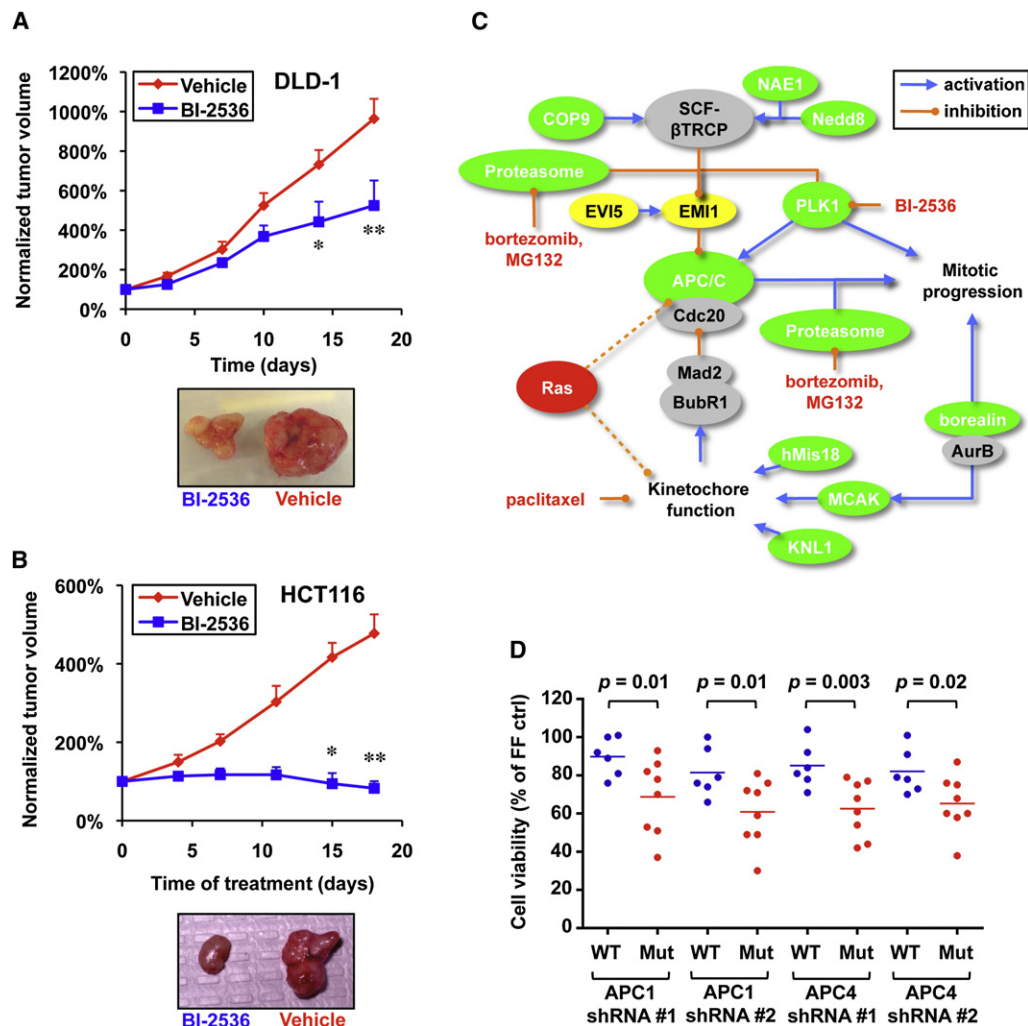 A
DLD-1
Vehicle
BI-2536
Normalized tumor volume
1200%
1000%
800%
600%
400%
200%
0%
*
**
0 5 10 15 20
Time (days)
BI-2536 Vehicle
B
HCT116
Vehicle
BI-2536
Normalized tumor volume
600%
400%
200%
0%
*
**
0 5 10 15 20
Time of treatment (days)
BI-2536 Vehicle
C
activation
inhibition
NAE1
COP9
SCF-
βTRCP
Nedd8
Proteasome
EVI5
EMI1
PLK1
BI-2536
bortezomib,
MG132
APC/C
Cdc20
Mitotic
progression
Proteasome
Mad2
BubR1
Ras
bortezomib,
MG132
borealin
AurB
hMis18
paclitaxel
Kinetochore
function
MCAK
KNL1
D
p = 0.01 p = 0.01 p = 0.003 p = 0.02
Cell viability (% of FF ctrl)
120
100
80
60
40
20
0
WT Mut WT Mut WT Mut WT Mut
APC1 APC1 APC4 APC4
shRNA #1 shRNA #2 shRNA #1 shRNA #2